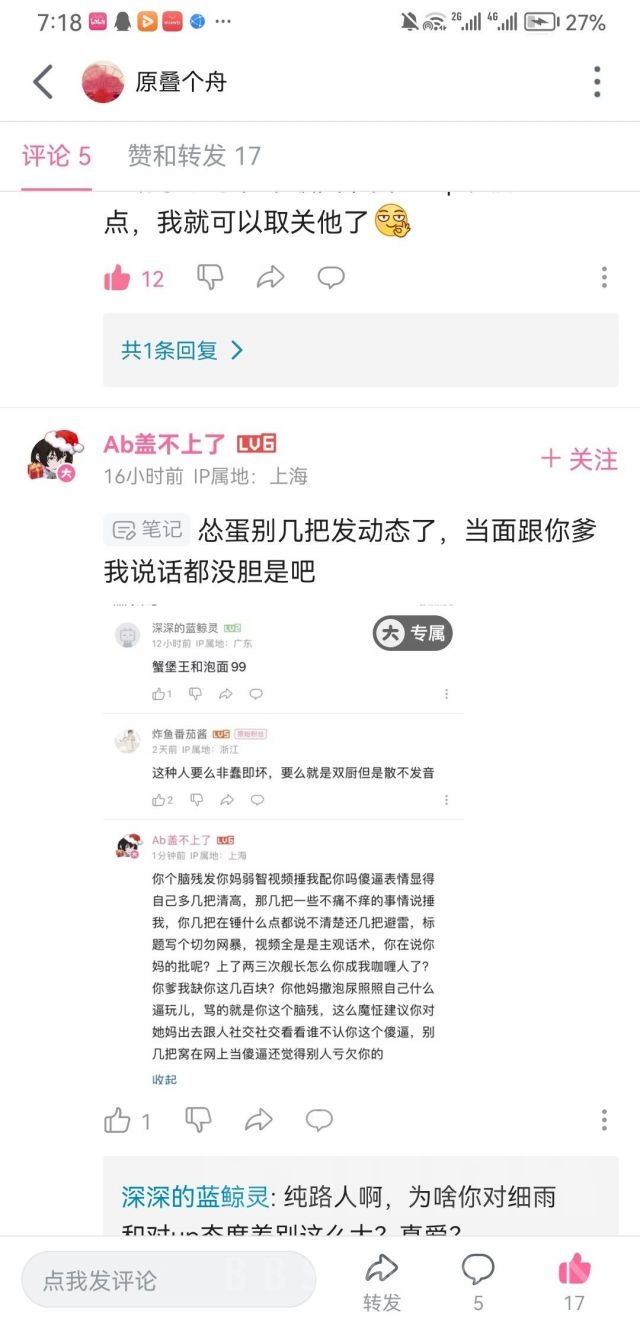 7:18
2G
4G
27%
原叠个舟
评论 5
赞和转发 17
点，我就可以取关他了
12
共1条回复
Ab盖不上了 LV6
16小时前 IP属地：上海
+ 关注
笔记 怂蛋别几把发动态了，当面跟你爹
我说话都没胆是吧
深深的蓝鲸灵
12小时前 IP属地：广东
大 专属
蟹堡王和泡面99
1
炸鱼番茄酱 LV5 原始粉丝
2天前 IP属地：浙江
这种人要么非蠢即坏，要么就是双厨但是散不发音
2
Ab盖不上了 LV6
1分钟前 IP属地：上海
你个脑残发你妈弱智视频捶我配你吗傻逼表情显得
自己多几把清高，那几把一些不痛不痒的事情说捶
我，你几把在锤什么点都说不清楚还几把避雷，标
题写个切勿网暴，视频全是是主观话术，你在说你
妈的批呢？上了两三次舰长怎么你成我咖喱人了？
你爹我缺你这几百块？你他妈撒泡尿照照自己什么
逼玩儿，骂的就是你这个脑残，这么魔怔建议你对
她妈出去跟人社交社交看看谁不认你这个傻逼，别
几把窝在网上当傻逼还觉得别人亏欠你的
收起
1
大
深深的蓝鲸灵: 纯路人啊，为啥你对细雨
和对up态度差别这么大？真爱？
点我发评论
转发
5
17